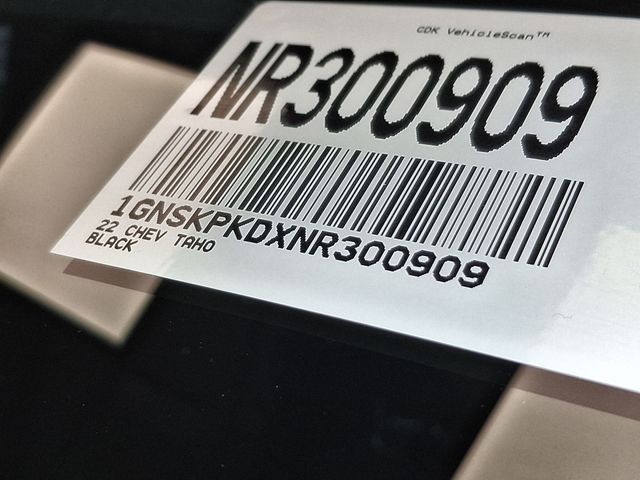 CDK VehicleScan™
NR300909
1GNSKPKDXNR300909
22 CHEV TAHO
BLACK